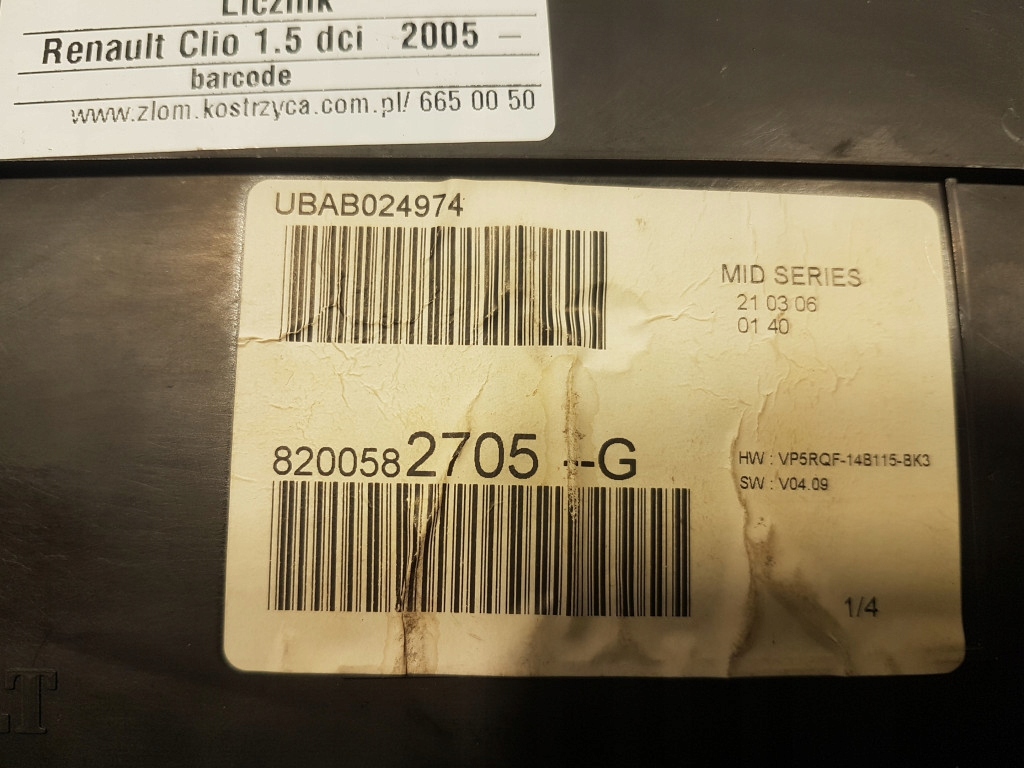 Licznik
Renault Clio 1.5 dci 2005 –
barcode
www.zlom.kostrzyca.com.pl/ 665 00 50
UBAB024974
MID SERIES
21 03 06
01 40
8200582705 --G
HW : VP5RQF-14B115-BK3
SW : V04.09
1/4
LT